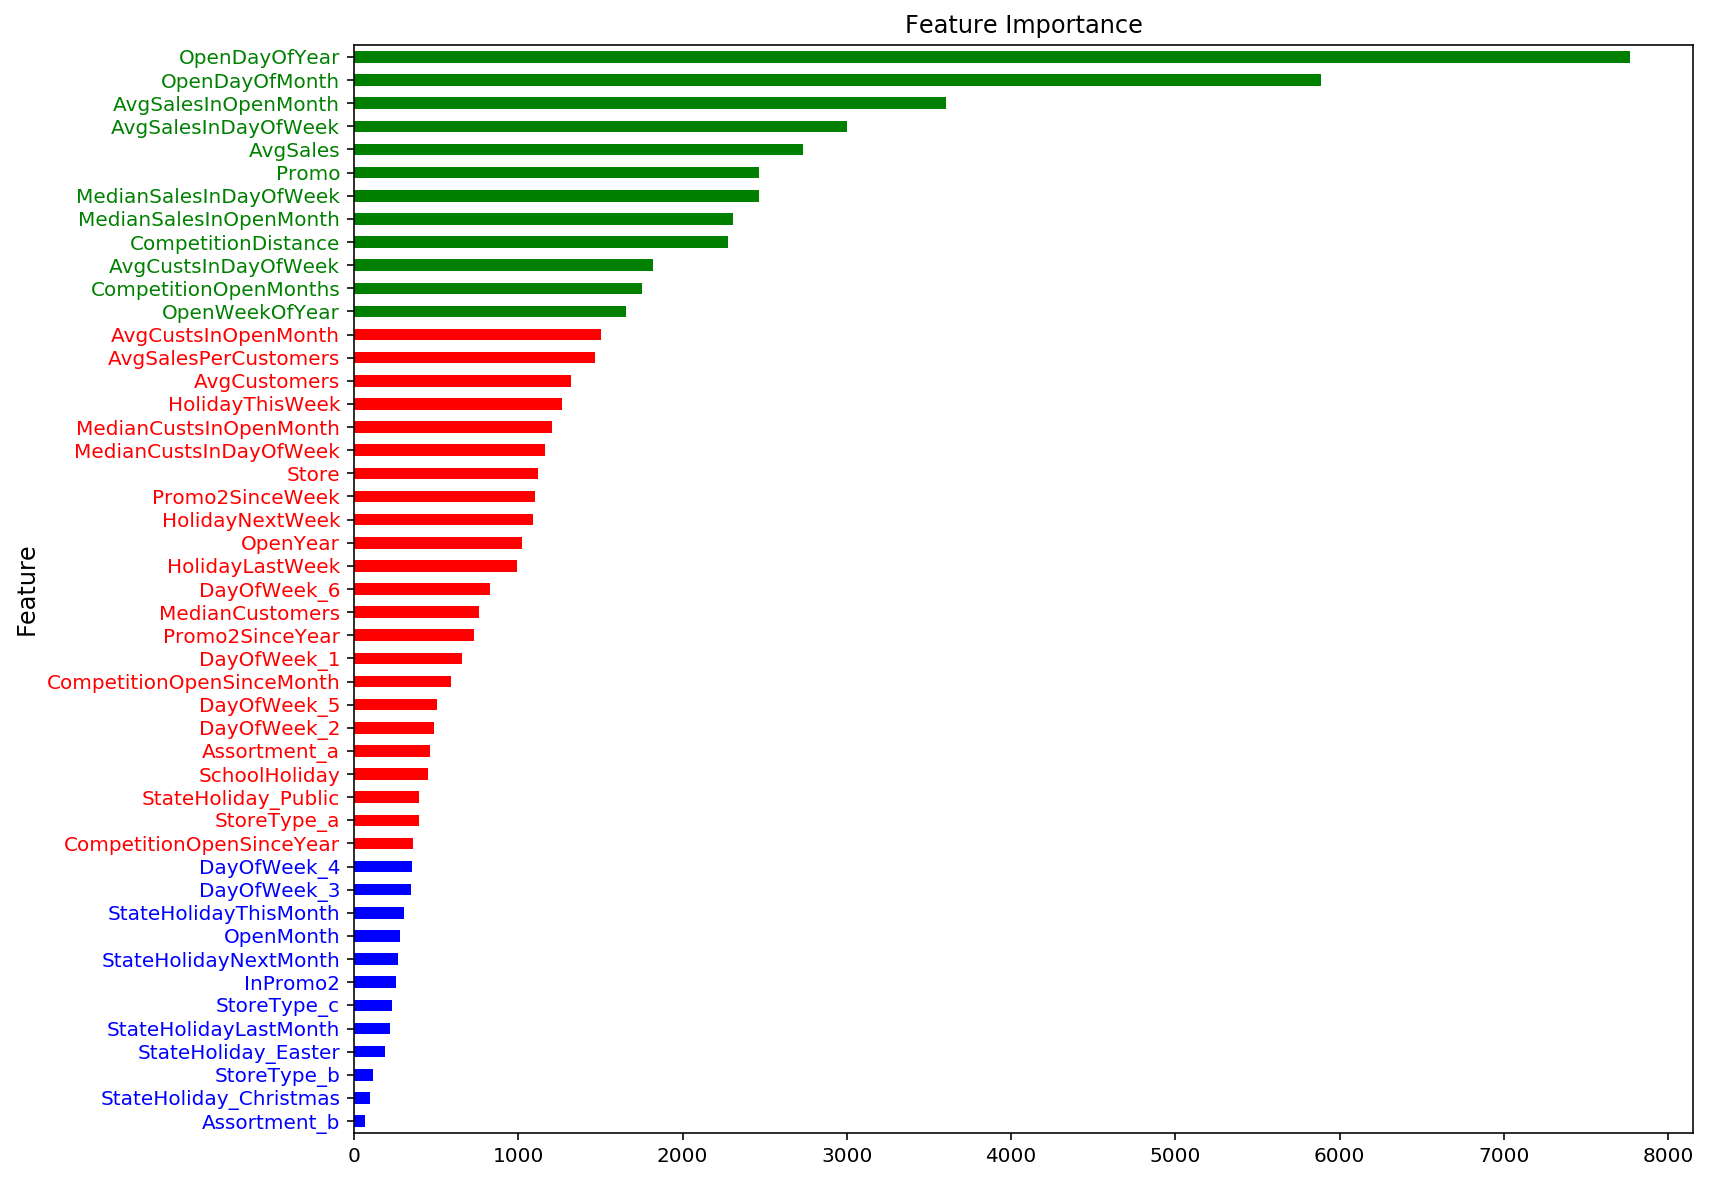 Feature Importance
OpenDayOfYear
OpenDayOfMonth
AvgSalesInOpenMonth
AvgSalesInDayOfWeek
AvgSales
Promo
MedianSalesInDayOfWeek
MedianSalesInOpenMonth
CompetitionDistance
AvgCustsInDayOfWeek
CompetitionOpenMonths
OpenWeekOfYear
AvgCustsInOpenMonth
AvgSalesPerCustomers
AvgCustomers
HolidayThisWeek
MedianCustsInOpenMonth
MedianCustsInDayOfWeek
Store
Promo2SinceWeek
HolidayNextWeek
OpenYear
HolidayLastWeek
DayOfWeek_6
MedianCustomers
Promo2SinceYear
DayOfWeek_1
CompetitionOpenSinceMonth
DayOfWeek_5
DayOfWeek_2
Assortment_a
SchoolHoliday
StateHoliday_Public
StoreType_a
CompetitionOpenSinceYear
DayOfWeek_4
DayOfWeek_3
StateHolidayThisMonth
OpenMonth
StateHolidayNextMonth
InPromo2
StoreType_c
StateHolidayLastMonth
StateHoliday_Easter
StoreType_b
StateHoliday_Christmas
Assortment_b
Feature
0 1000 2000 3000 4000 5000 6000 7000 8000